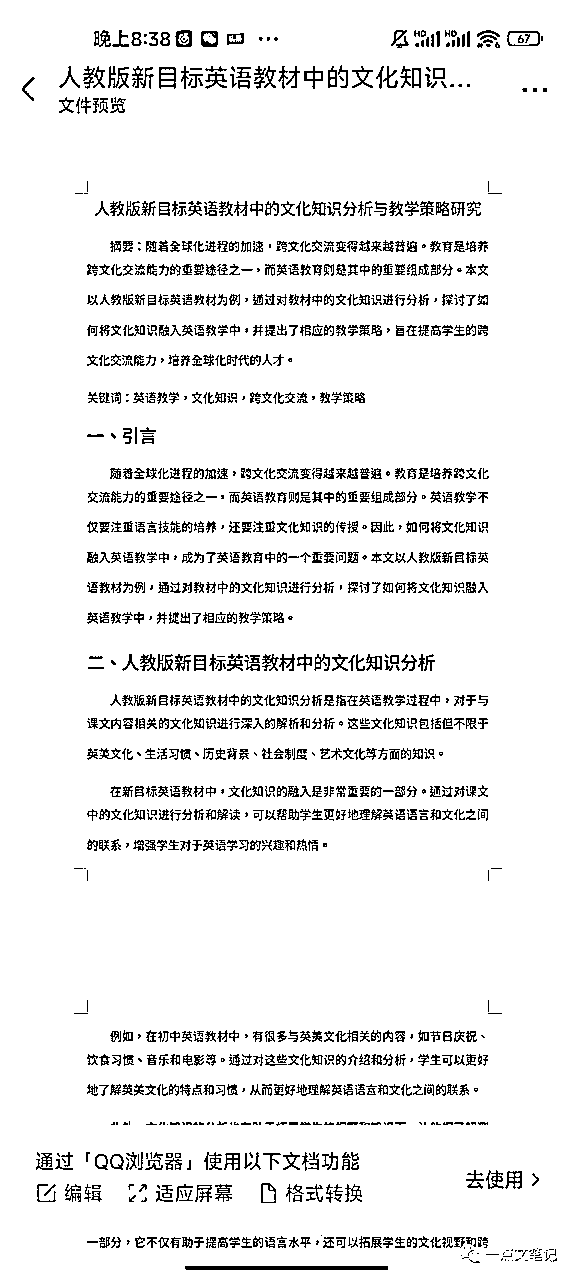 晚上8:38
HD HD 67
人教版新目标英语教材中的文化知识...
文件预览
人教版新目标英语教材中的文化知识分析与教学策略研究
摘要：随着全球化进程的加速，跨文化交流变得越来越普遍。教育是培养
跨文化交流能力的重要途径之一，而英语教育则是其中的重要组成部分。本文
以人教版新目标英语教材为例，通过对教材中的文化知识进行分析，探讨了如
何将文化知识融入英语教学中，并提出了相应的教学策略，旨在提高学生的跨
文化交流能力，培养全球化时代的人才。
关键词：英语教学，文化知识，跨文化交流，教学策略
一、引言
随着全球化进程的加速，跨文化交流变得越来越普遍。教育是培养跨文化
交流能力的重要途径之一，而英语教育则是其中的重要组成部分。英语教学不
仅要注重语言技能的培养，还要注重文化知识的传授。因此，如何将文化知识
融入英语教学中，成为了英语教育中的一个重要问题。本文以人教版新目标英
语教材为例，通过对教材中的文化知识进行分析，探讨了如何将文化知识融入
英语教学中，并提出了相应的教学策略。
二、人教版新目标英语教材中的文化知识分析
人教版新目标英语教材中的文化知识分析是指在英语教学过程中，对于与
课文内容相关的文化知识进行深入的解析和分析。这些文化知识包括但不限于
英美文化、生活习惯、历史背景、社会制度、艺术文化等方面的知识。
在新目标英语教材中，文化知识的融入是非常重要的一部分。通过对课文
中的文化知识进行分析和解读，可以帮助学生更好地理解英语语言和文化之间
的联系，增强学生对于英语学习的兴趣和热情。
例如，在初中英语教材中，有很多与英美文化相关的内容，如节日庆祝、
饮食习惯、音乐和电影等。通过对这些文化知识的介绍和分析，学生可以更好
地了解英美文化的特点和习惯，从而更好地理解英语语言和文化之间的联系。
通过「QQ浏览器」使用以下文档功能
去使用
编辑 适应屏幕 格式转换
一部分，它不仅有助于提高学生的语言水平，还可以拓展学生的文化视野和跨
一点文笔记